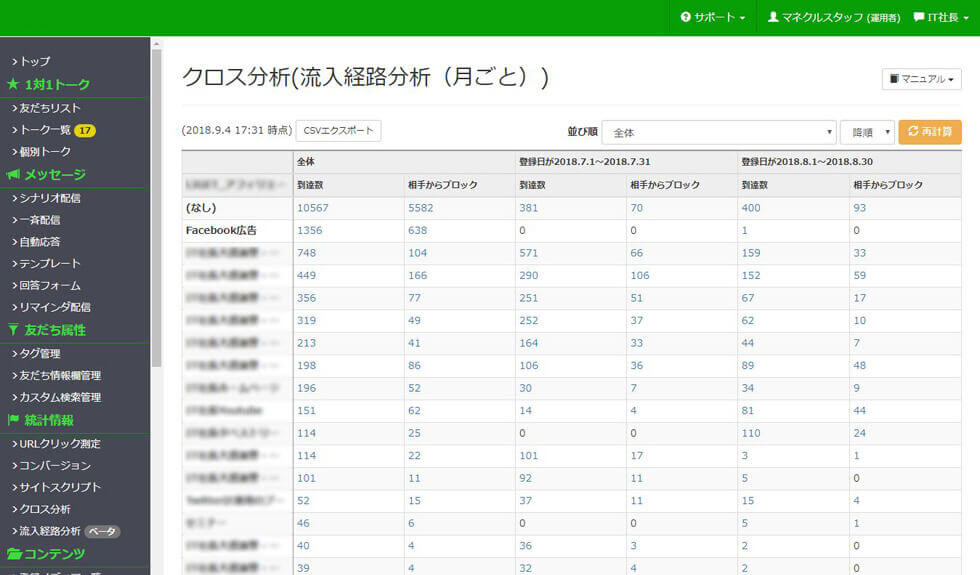 サポート マネクルスタッフ (運用者) IT社長
トップ
1対1トーク
友だちリスト
トーク一覧 17
個別トーク
メッセージ
シナリオ配信
一斉配信
自動応答
テンプレート
回答フォーム
リマインダ配信
友だち属性
タグ管理
友だち情報欄管理
カスタム検索管理
統計情報
URLクリック測定
コンバージョン
サイトスクリプト
クロス分析
流入経路分析 ベータ
コンテンツ
クロス分析(流入経路分析（月ごと）)
マニュアル
(2018.9.4 17:31 時点) CSVエクスポート 並び順 全体 降順 再計算
全体 登録日が2018.7.1～2018.7.31 登録日が2018.8.1～2018.8.30
到達数 相手からブロック 到達数 相手からブロック 到達数 相手からブロック
(なし) 10567 5582 381 70 400 93
Facebook広告 1356 638 0 0 1 0
748 104 571 66 159 33
449 166 290 106 152 59
356 77 251 51 67 17
319 49 252 37 62 10
213 41 164 33 44 7
198 86 106 36 89 48
196 52 30 7 34 9
151 62 14 4 81 44
114 25 0 0 110 24
114 22 101 17 3 1
101 11 92 11 5 0
52 15 37 11 15 4
46 6 0 0 5 1
40 4 36 3 2 0
39 4 32 4 2 0